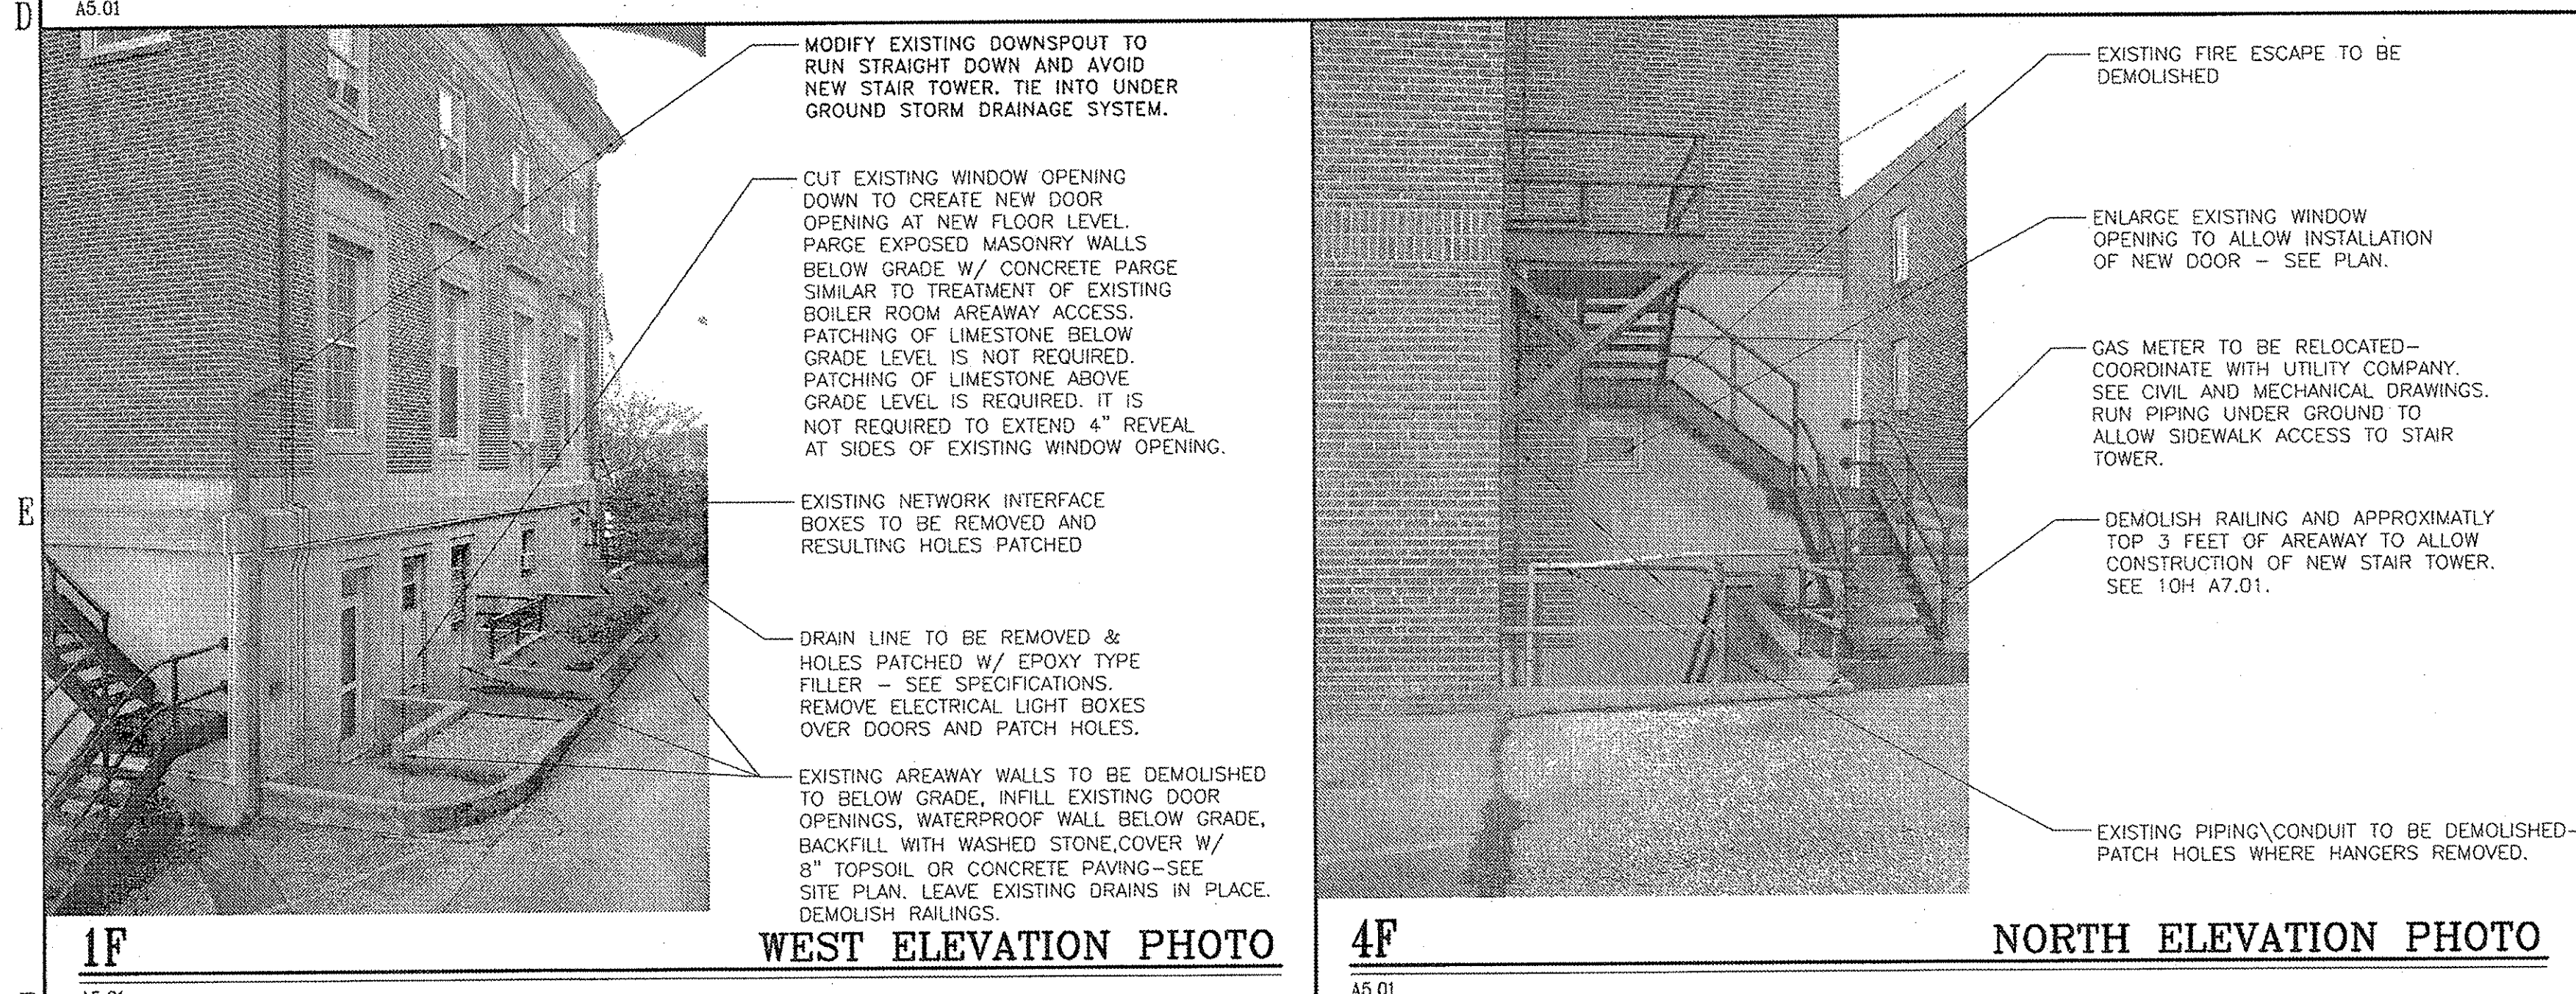 D
A5.01
MODIFY EXISTING DOWNSPOUT TO
RUN STRAIGHT DOWN AND AVOID
NEW STAIR TOWER. TIE INTO UNDER
GROUND STORM DRAINAGE SYSTEM.
CUT EXISTING WINDOW OPENING
DOWN TO CREATE NEW DOOR
OPENING AT NEW FLOOR LEVEL.
PARGE EXPOSED MASONRY WALLS
BELOW GRADE W/ CONCRETE PARGE
SIMILAR TO TREATMENT OF EXISTING
BOILER ROOM AREAWAY ACCESS.
PATCHING OF LIMESTONE BELOW
GRADE LEVEL IS NOT REQUIRED.
PATCHING OF LIMESTONE ABOVE
GRADE LEVEL IS REQUIRED. IT IS
NOT REQUIRED TO EXTEND 4" REVEAL
AT SIDES OF EXISTING WINDOW OPENING.
E
EXISTING NETWORK INTERFACE
BOXES TO BE REMOVED AND
RESULTING HOLES PATCHED
DRAIN LINE TO BE REMOVED &
HOLES PATCHED W/ EPOXY TYPE
FILLER - SEE SPECIFICATIONS.
REMOVE ELECTRICAL LIGHT BOXES
OVER DOORS AND PATCH HOLES.
EXISTING AREAWAY WALLS TO BE DEMOLISHED
TO BELOW GRADE, INFILL EXISTING DOOR
OPENINGS, WATERPROOF WALL BELOW GRADE,
BACKFILL WITH WASHED STONE,COVER W/
8" TOPSOIL OR CONCRETE PAVING-SEE
SITE PLAN. LEAVE EXISTING DRAINS IN PLACE.
DEMOLISH RAILINGS.
1F WEST ELEVATION PHOTO
EXISTING FIRE ESCAPE TO BE
DEMOLISHED
ENLARGE EXISTING WINDOW
OPENING TO ALLOW INSTALLATION
OF NEW DOOR - SEE PLAN.
GAS METER TO BE RELOCATED-
COORDINATE WITH UTILITY COMPANY.
SEE CIVIL AND MECHANICAL DRAWINGS.
RUN PIPING UNDER GROUND TO
ALLOW SIDEWALK ACCESS TO STAIR
TOWER.
DEMOLISH RAILING AND APPROXIMATLY
TOP 3 FEET OF AREAWAY TO ALLOW
CONSTRUCTION OF NEW STAIR TOWER.
SEE 10H A7.01.
EXISTING PIPING\CONDUIT TO BE DEMOLISHED-
PATCH HOLES WHERE HANGERS REMOVED.
4F NORTH ELEVATION PHOTO
A5.01